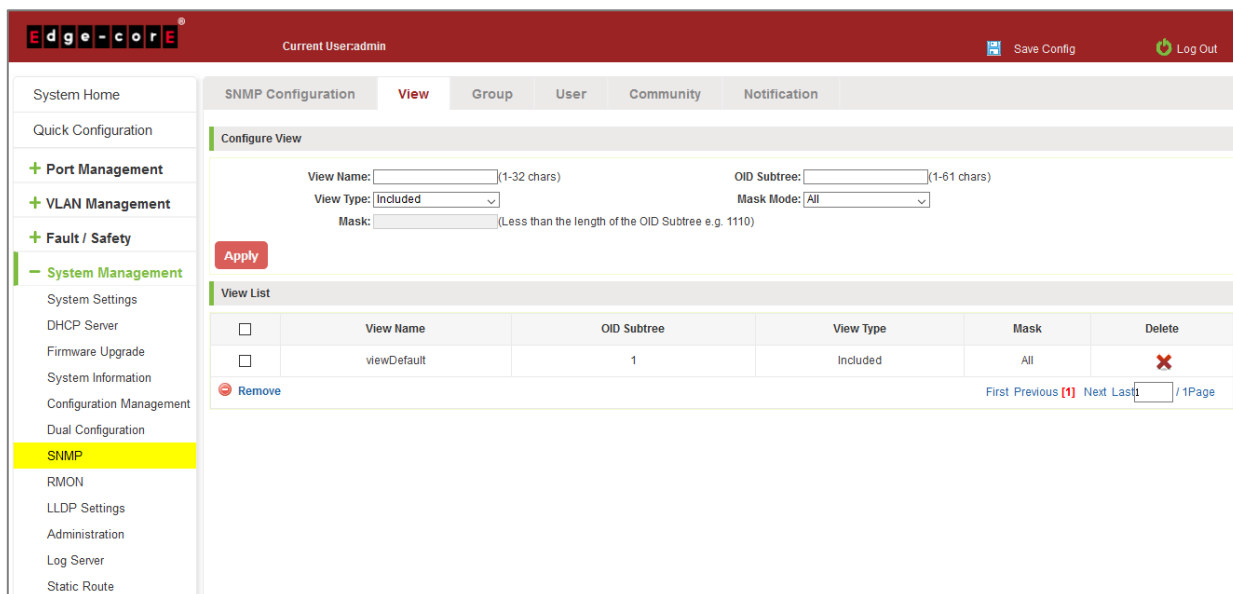 Edge-corE®
Current User:admin
Save Config
Log Out
System Home
Quick Configuration
+ Port Management
+ VLAN Management
+ Fault / Safety
− System Management
System Settings
DHCP Server
Firmware Upgrade
System Information
Configuration Management
Dual Configuration
SNMP
RMON
LLDP Settings
Administration
Log Server
Static Route
SNMP Configuration View Group User Community Notification
Configure View
View Name: (1-32 chars) OID Subtree: (1-61 chars)
View Type: Included Mask Mode: All
Mask: (Less than the length of the OID Subtree e.g. 1110)
Apply
View List
View Name OID Subtree View Type Mask Delete
viewDefault 1 Included All
Remove First Previous [1] Next Last 1 / 1Page